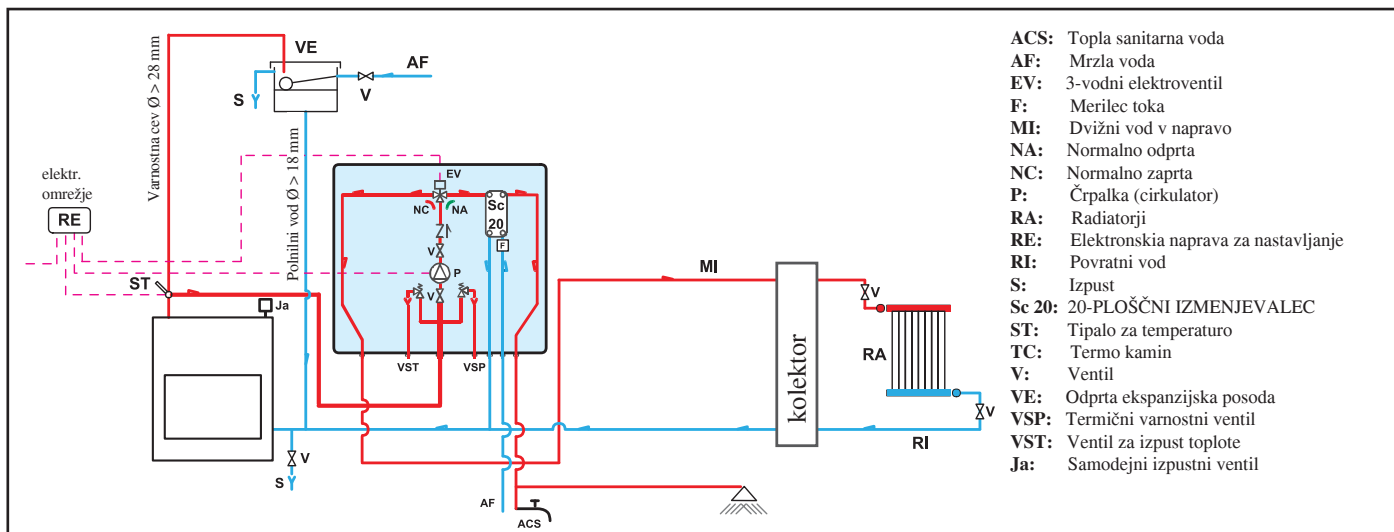 VE
AF
S
V
Varnostna cev Ø > 28 mm
Polnilni vod Ø > 18 mm
elektr.
omrežje
RE
ST
Ja
EV
NC
NA
Sc
20
F
V
P
V
VST
VSP
MI
kolektor
V
RA
V
RI
V
S
AF
ACS
ACS: Topla sanitarna voda
AF: Mrzla voda
EV: 3-vodni elektroventil
F: Merilec toka
MI: Dvižni vod v napravo
NA: Normalno odprta
NC: Normalno zaprta
P: Črpalka (cirkulator)
RA: Radiatorji
RE: Elektronskia naprava za nastavljanje
RI: Povratni vod
S: Izpust
Sc 20: 20-PLOŠČNI IZMENJEVALEC
ST: Tipalo za temperaturo
TC: Termo kamin
V: Ventil
VE: Odprta ekspanzijska posoda
VSP: Termični varnostni ventil
VST: Ventil za izpust toplote
Ja: Samodejni izpustni ventil